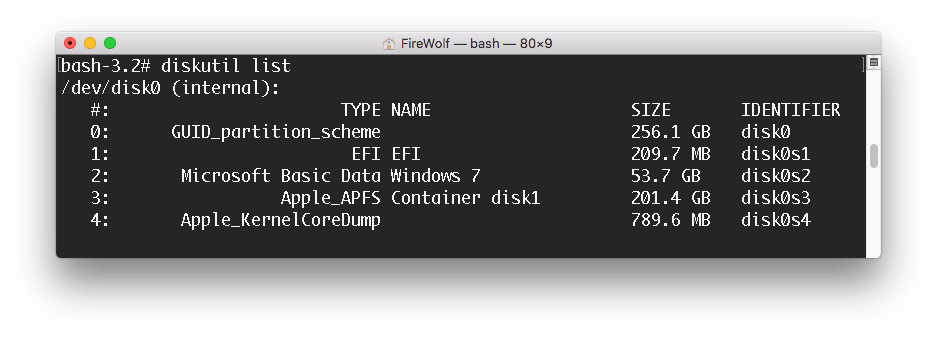 FireWolf — bash — 80×9
bash-3.2# diskutil list
/dev/disk0 (internal):
#: TYPE NAME SIZE IDENTIFIER
0: GUID_partition_scheme 256.1 GB disk0
1: EFI EFI 209.7 MB disk0s1
2: Microsoft Basic Data Windows 7 53.7 GB disk0s2
3: Apple_APFS Container disk1 201.4 GB disk0s3
4: Apple_KernelCoreDump 789.6 MB disk0s4